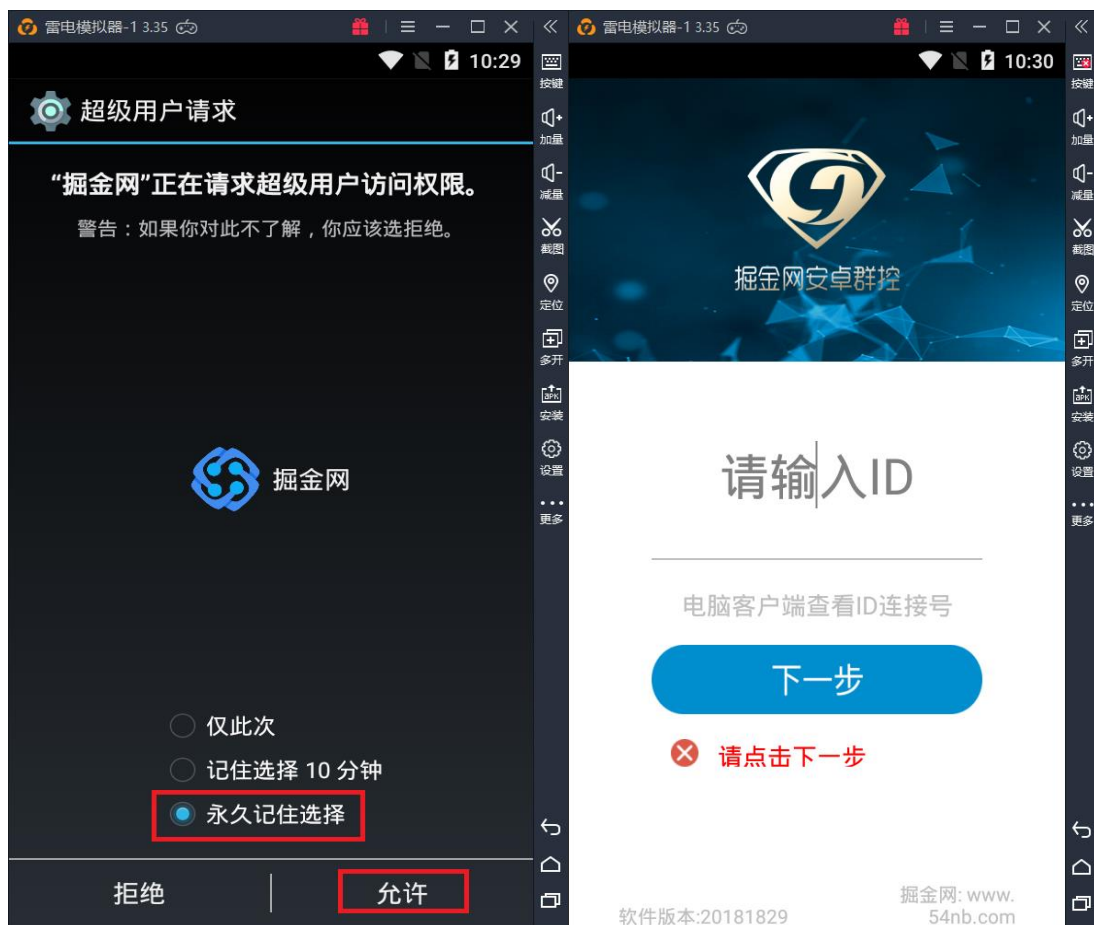 雷电模拟器-1 3.35
10:29
超级用户请求
“掘金网”正在请求超级用户访问权限。
警告：如果你对此不了解，你应该选拒绝。
掘金网
仅此次
记住选择 10 分钟
永久记住选择
拒绝
允许
按键
加量
减量
截图
定位
多开
APK
安装
设置
更多
雷电模拟器-1 3.35
10:30
掘金网安卓群控
请输入ID
电脑客户端查看ID连接号
下一步
请点击下一步
软件版本:20181829
掘金网: www.
54nb.com
按键
加量
减量
截图
定位
多开
APK
安装
设置
更多